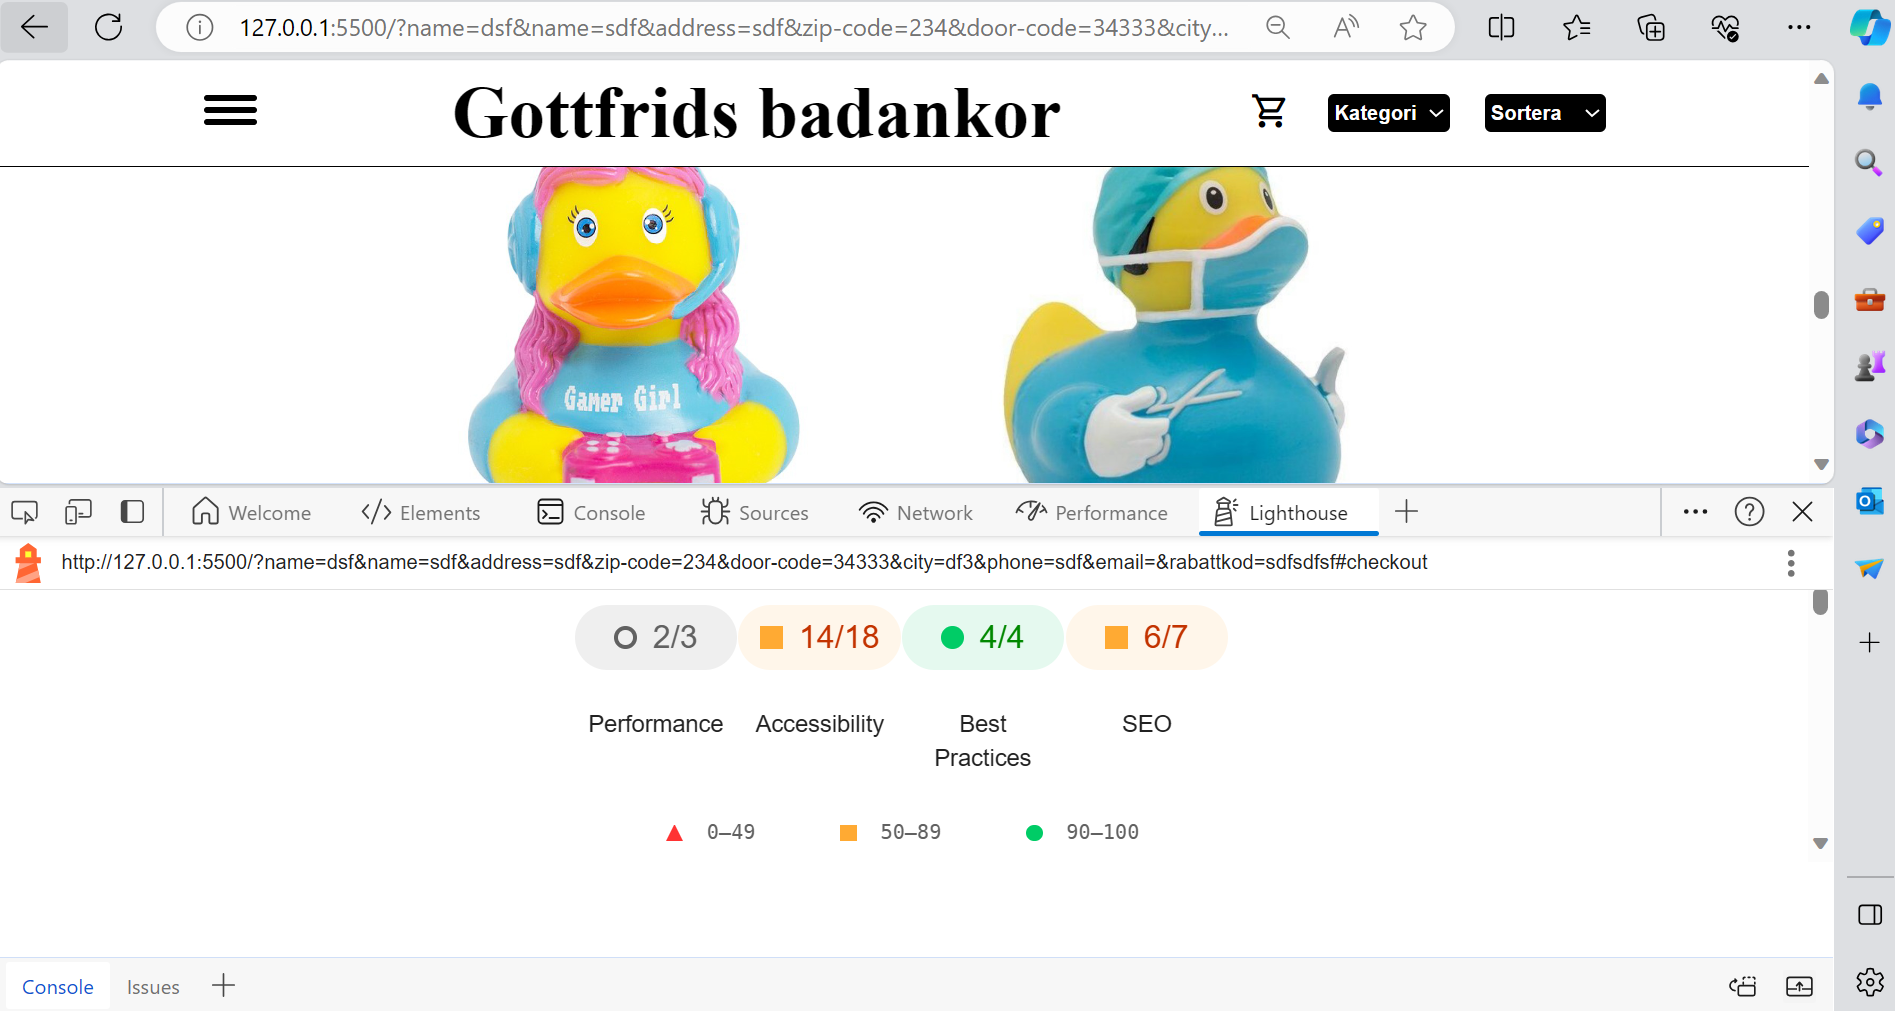 127.0.0.1:5500/?name=dsf&name=sdf&address=sdf&zip-code=234&door-code=34333&city...
Gottfrids badankor
Kategori
Sortera
Gamer Girl
Welcome
Elements
Console
Sources
Network
Performance
Lighthouse
http://127.0.0.1:5500/?name=dsf&name=sdf&address=sdf&zip-code=234&door-code=34333&city=df3&phone=sdf&email=&rabattkod=sdfsdfsf#checkout
2/3
14/18
4/4
6/7
Performance
Accessibility
Best
Practices
SEO
0–49
50–89
90–100
Console
Issues